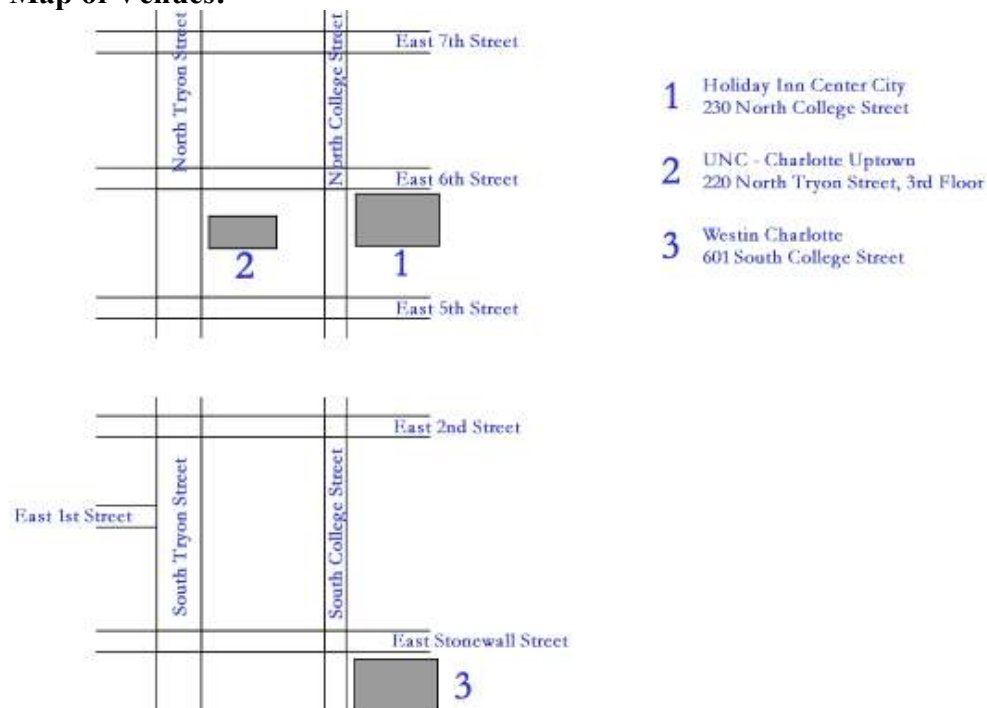 Map of Venues:
North Tryon Street
North College Street
East 7th Street
East 6th Street
2
1
East 5th Street
1 Holiday Inn Center City
230 North College Street
2 UNC - Charlotte Uptown
220 North Tryon Street, 3rd Floor
3 Westin Charlotte
601 South College Street
East 2nd Street
East 1st Street
South Tryon Street
South College Street
East Stonewall Street
3